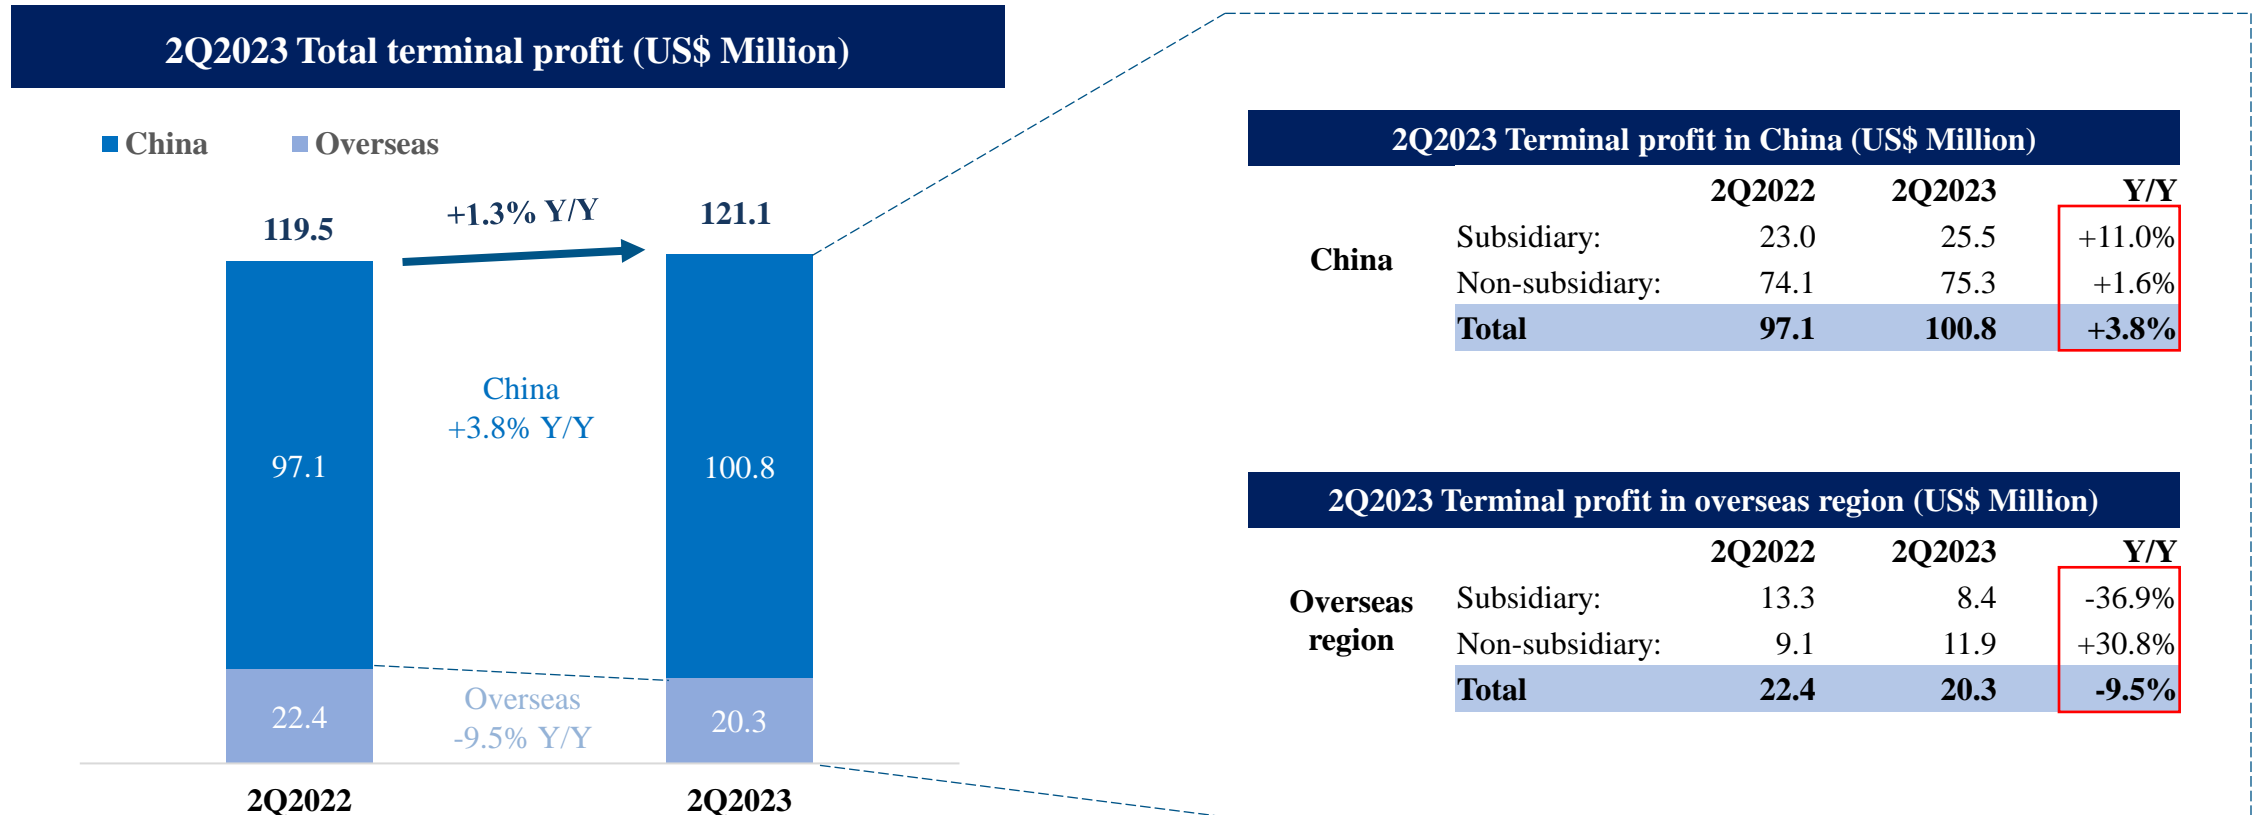 2Q2023 Total terminal profit (US$ Million)
China
Overseas
119.5
+1.3% Y/Y
121.1
China
+3.8% Y/Y
97.1
100.8
Overseas
-9.5% Y/Y
22.4
20.3
2Q2022
2Q2023
2Q2023 Terminal profit in China (US$ Million)
2Q2022 2Q2023 Y/Y
China
Subsidiary: 23.0 25.5 +11.0%
Non-subsidiary: 74.1 75.3 +1.6%
Total 97.1 100.8 +3.8%
2Q2023 Terminal profit in overseas region (US$ Million)
2Q2022 2Q2023 Y/Y
Overseas
region
Subsidiary: 13.3 8.4 -36.9%
Non-subsidiary: 9.1 11.9 +30.8%
Total 22.4 20.3 -9.5%